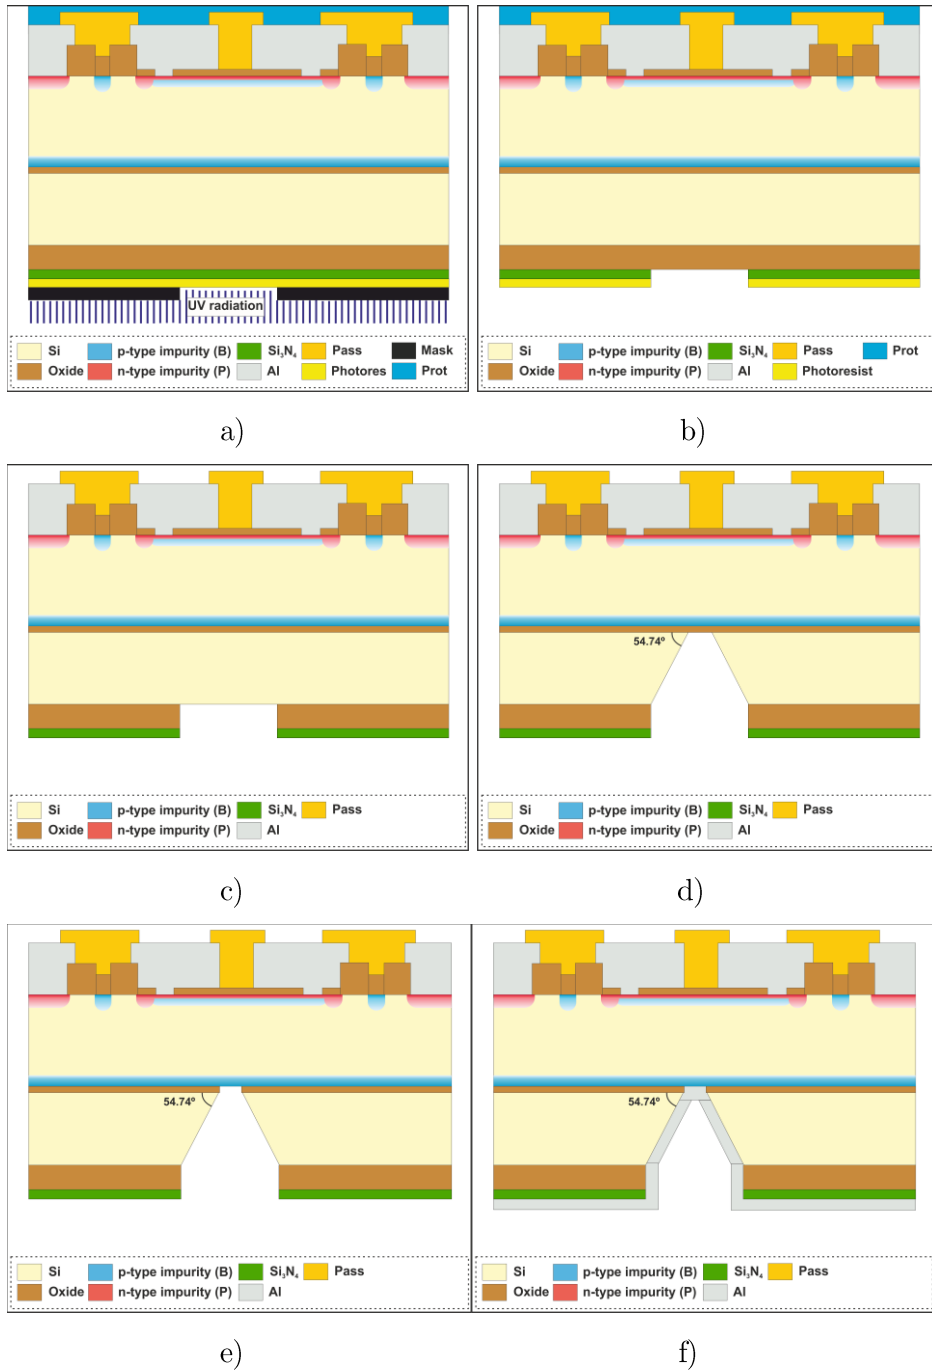 UV radiation
Si p-type impurity (B) Si₃N₄ Pass Mask
Oxide n-type impurity (P) Al Photores Prot
a)
Si p-type impurity (B) Si₃N₄ Pass Prot
Oxide n-type impurity (P) Al Photoresist
b)
Si p-type impurity (B) Si₃N₄ Pass
Oxide n-type impurity (P) Al
c)
54.74º
Si p-type impurity (B) Si₃N₄ Pass
Oxide n-type impurity (P) Al
d)
54.74º
Si p-type impurity (B) Si₃N₄ Pass
Oxide n-type impurity (P) Al
e)
54.74º
Si p-type impurity (B) Si₃N₄ Pass
Oxide n-type impurity (P) Al
f)